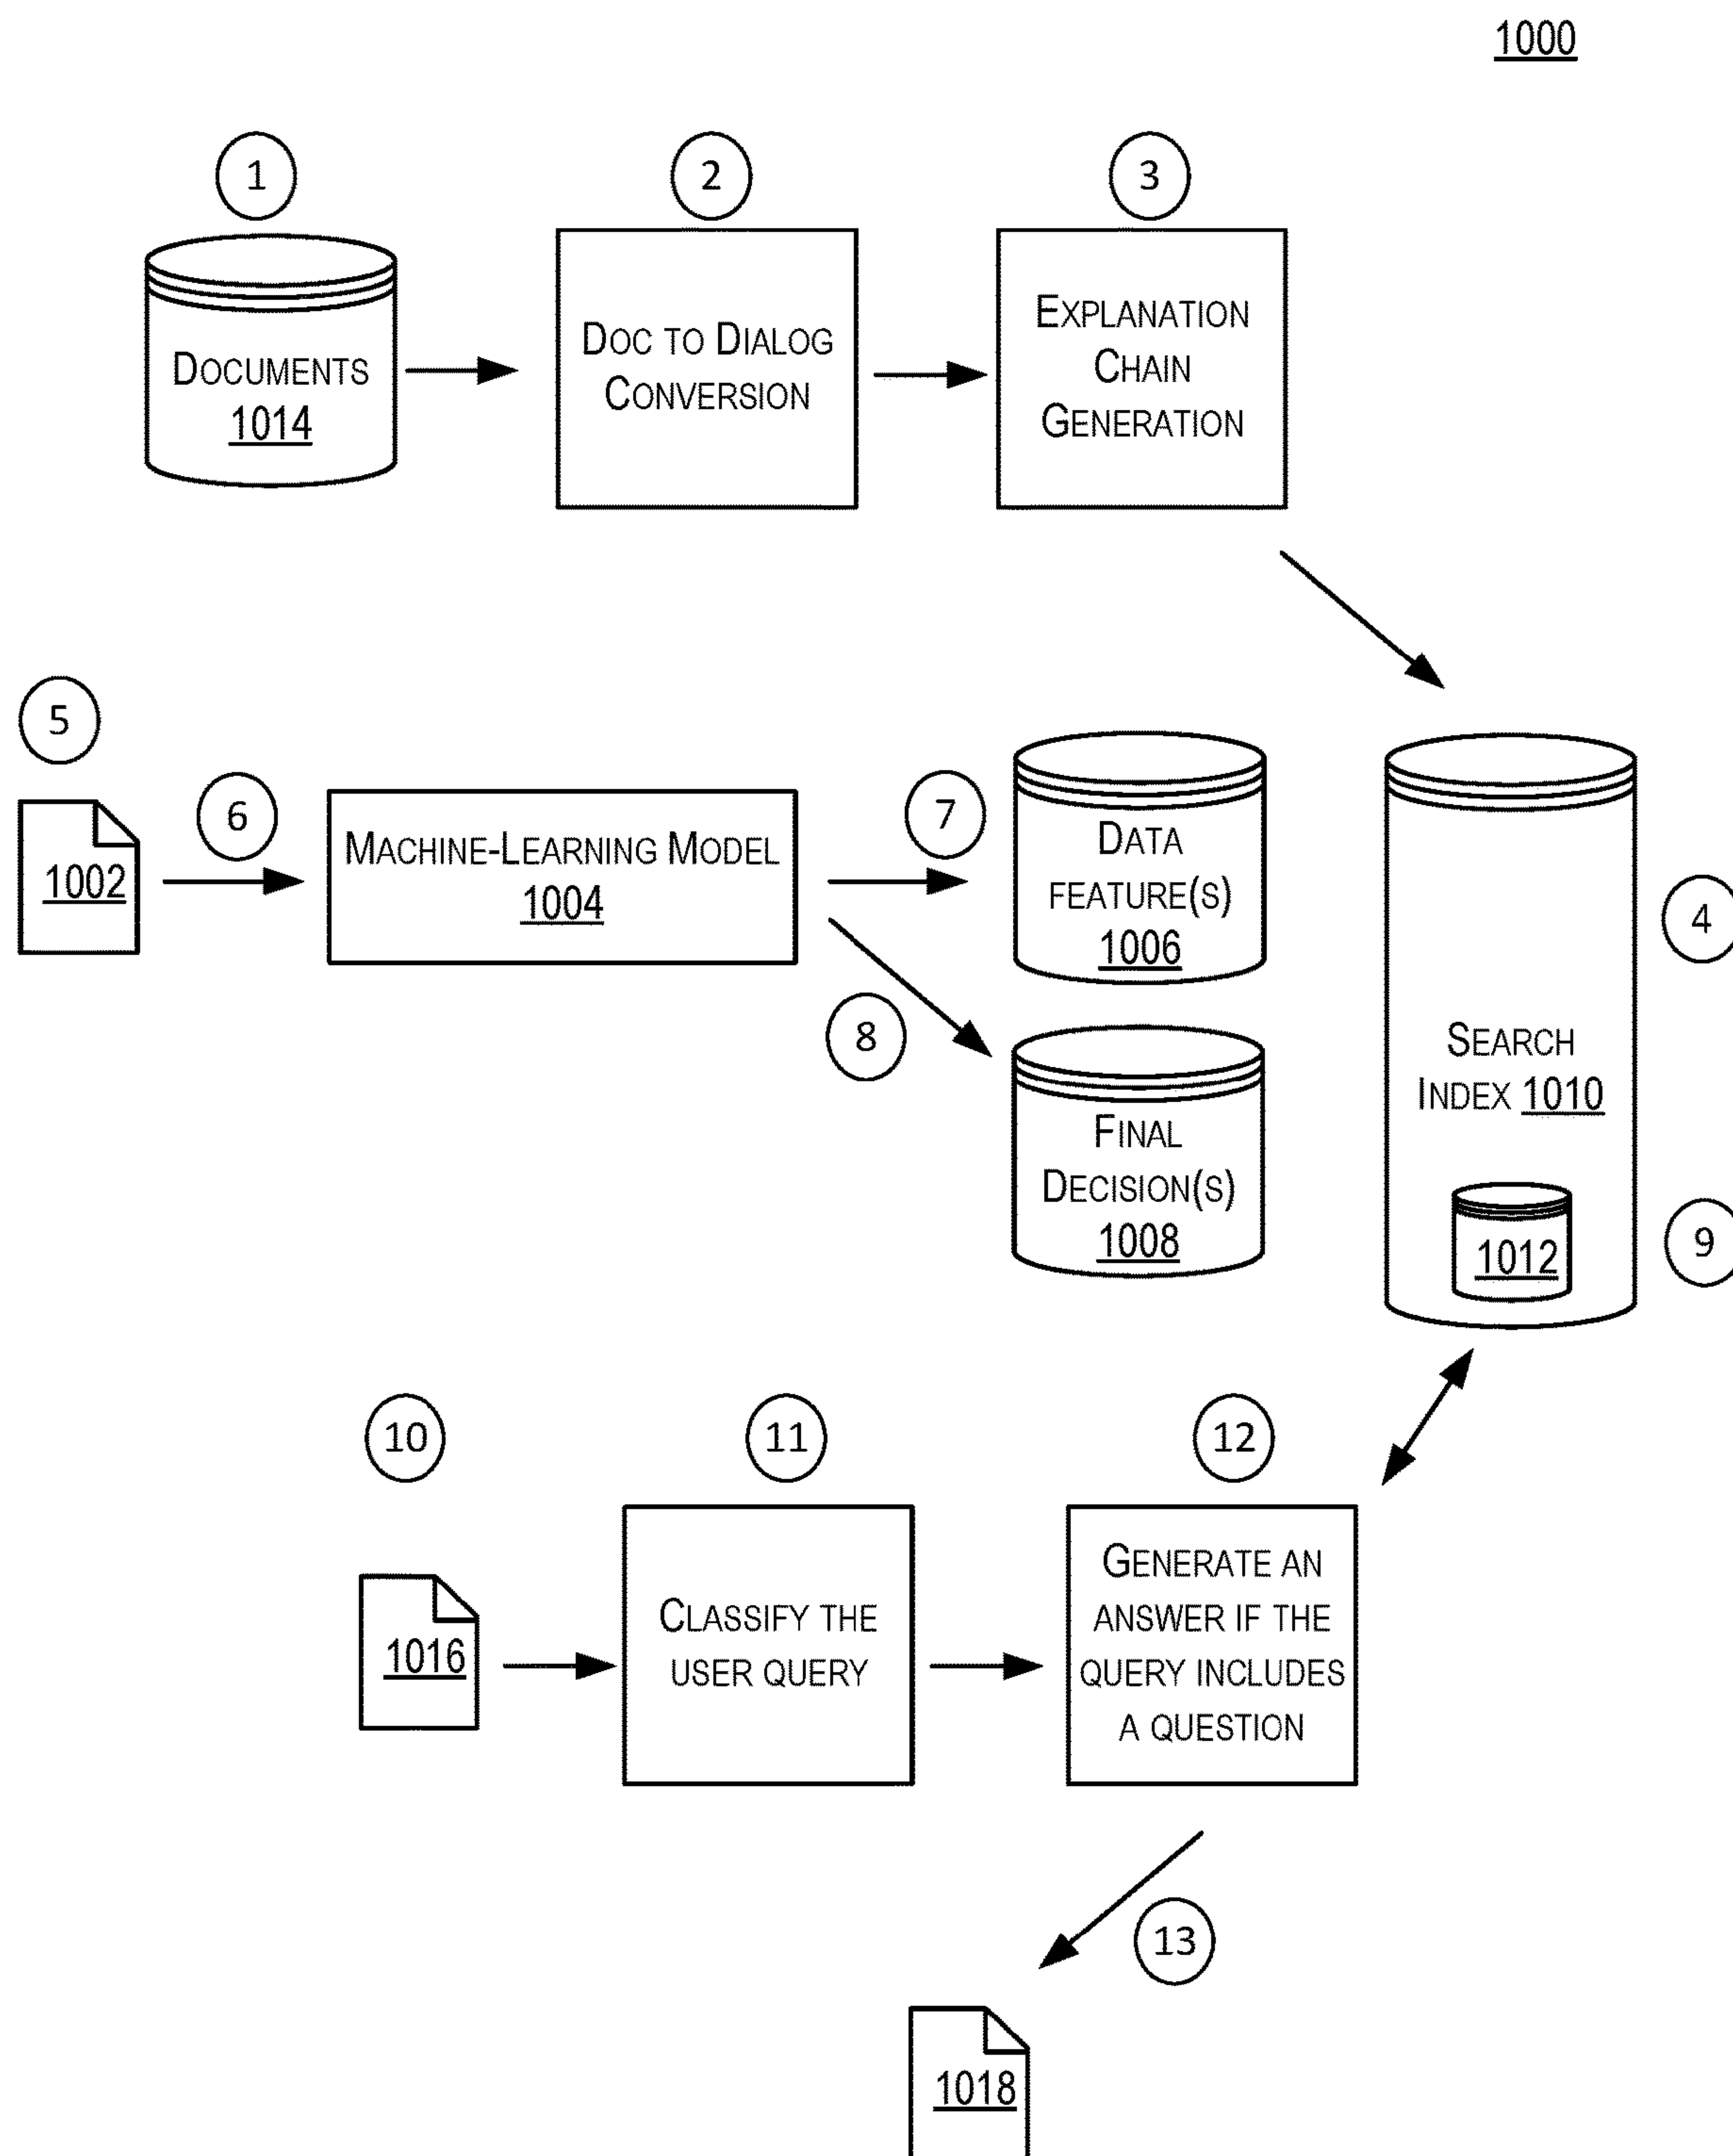 1000
1
2
3
DOCUMENTS
1014
DOC TO DIALOG
CONVERSION
EXPLANATION
CHAIN
GENERATION
5
6
7
1002
MACHINE-LEARNING MODEL
1004
DATA
FEATURE(S)
1006
4
8
FINAL
DECISION(S)
1008
SEARCH
INDEX 1010
1012
9
10
11
12
1016
CLASSIFY THE
USER QUERY
GENERATE AN
ANSWER IF THE
QUERY INCLUDES
A QUESTION
13
1018